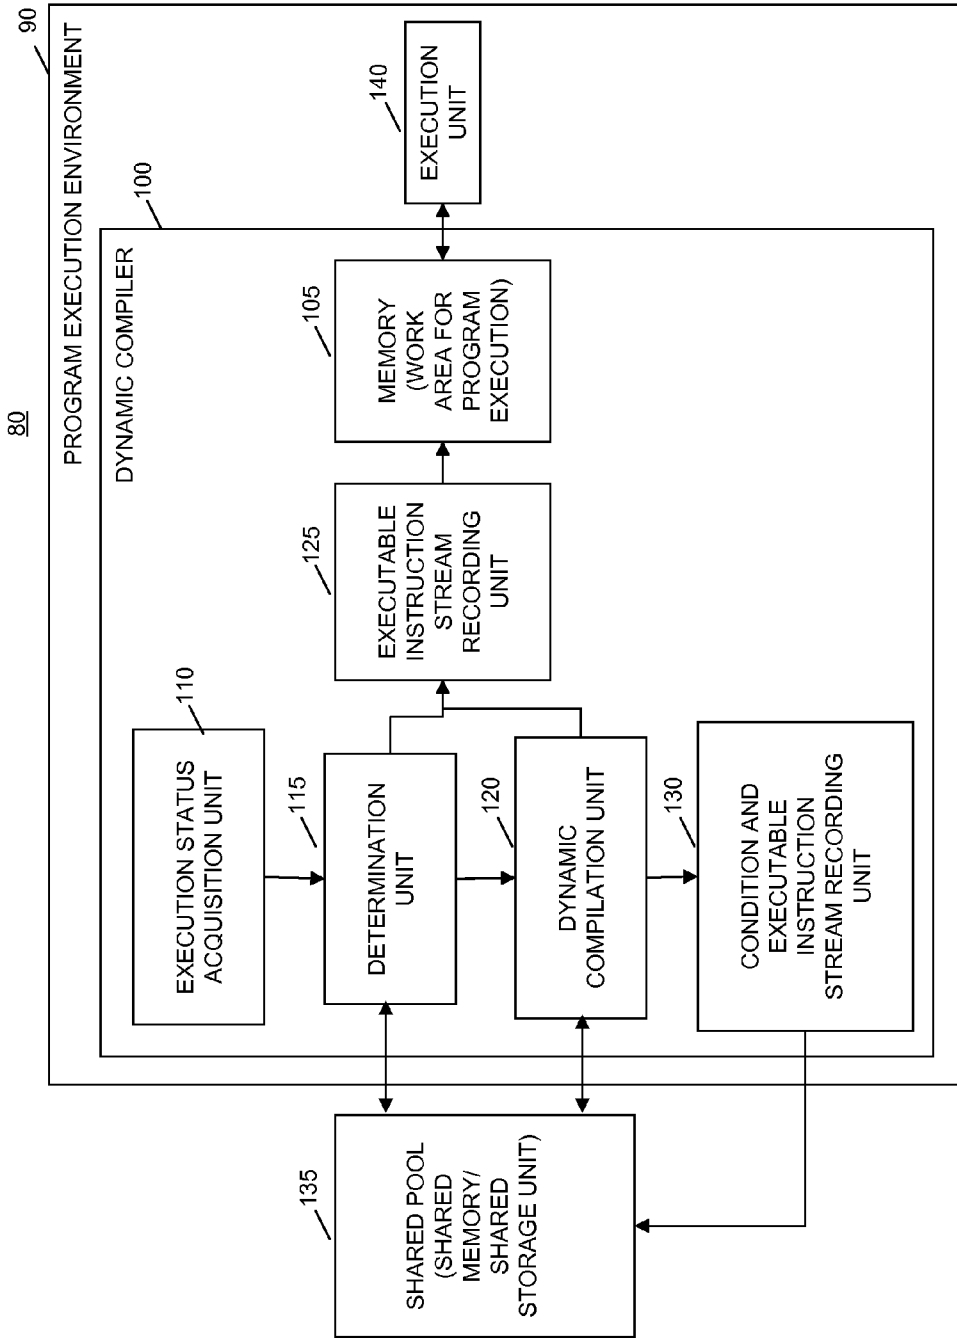 80
90
PROGRAM EXECUTION ENVIRONMENT
DYNAMIC COMPILER
100
110
EXECUTION STATUS
ACQUISITION UNIT
115
DETERMINATION
UNIT
120
DYNAMIC
COMPILATION UNIT
130
CONDITION AND
EXECUTABLE
INSTRUCTION
STREAM RECORDING
UNIT
125
EXECUTABLE
INSTRUCTION
STREAM
RECORDING
UNIT
105
MEMORY
(WORK
AREA FOR
PROGRAM
EXECUTION)
140
EXECUTION
UNIT
135
SHARED POOL
(SHARED
MEMORY/
SHARED
STORAGE UNIT)